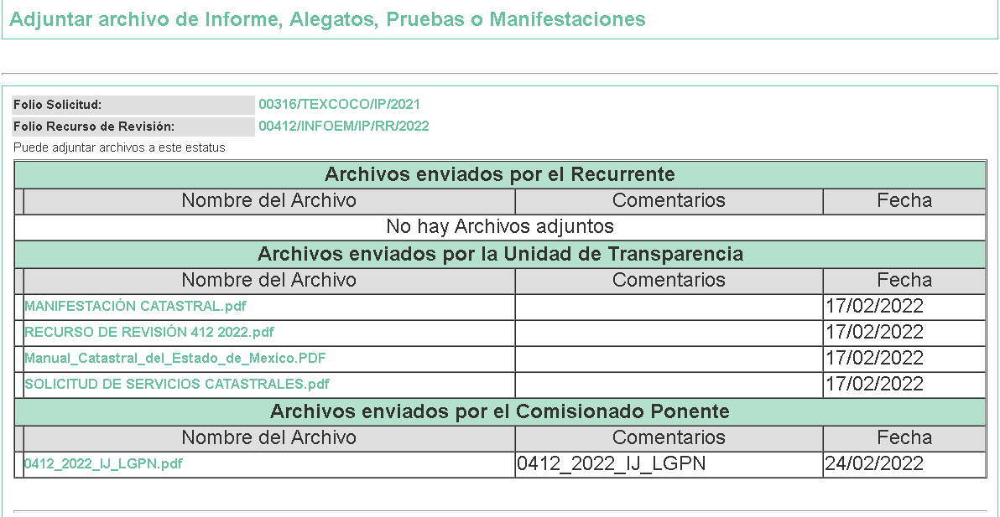 Adjuntar archivo de Informe, Alegatos, Pruebas o Manifestaciones
Folio Solicitud: 00316/TEXCOCO/IP/2021
Folio Recurso de Revisión: 00412/INFOEM/IP/RR/2022
Puede adjuntar archivos a este estatus
Archivos enviados por el Recurrente
Nombre del Archivo Comentarios Fecha
No hay Archivos adjuntos
Archivos enviados por la Unidad de Transparencia
Nombre del Archivo Comentarios Fecha
MANIFESTACIÓN CATASTRAL.pdf 17/02/2022
RECURSO DE REVISIÓN 412 2022.pdf 17/02/2022
Manual_Catastral_del_Estado_de_Mexico.PDF 17/02/2022
SOLICITUD DE SERVICIOS CATASTRALES.pdf 17/02/2022
Archivos enviados por el Comisionado Ponente
Nombre del Archivo Comentarios Fecha
0412_2022_IJ_LGPN.pdf 0412_2022_IJ_LGPN 24/02/2022